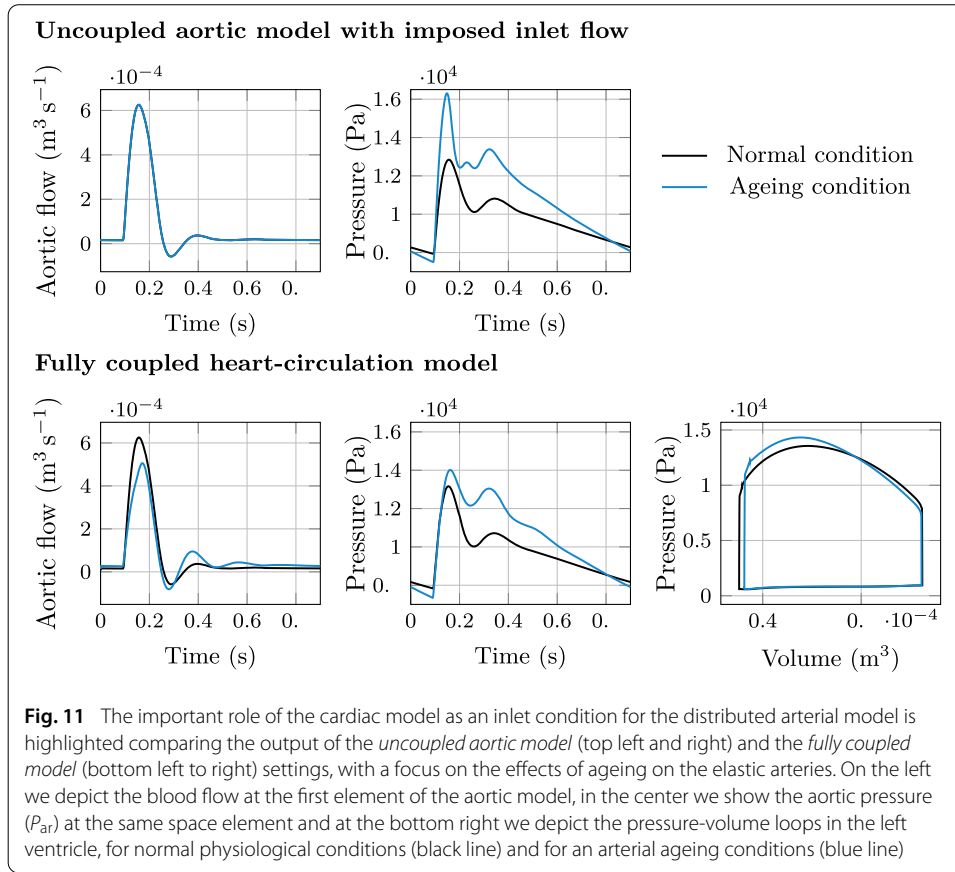 Uncoupled aortic model with imposed inlet flow
·10⁻⁴
Aortic flow (m³ s⁻¹)
6
4
2
0
0 0.2 0.4 0.6 0.
Time (s)
·10⁴
Pressure (Pa)
1.6
1.4
1.2
1
0.
0 0.2 0.4 0.6 0.
Time (s)
Normal condition
Ageing condition
Fully coupled heart-circulation model
·10⁻⁴
Aortic flow (m³ s⁻¹)
6
4
2
0
0 0.2 0.4 0.6 0.
Time (s)
·10⁴
Pressure (Pa)
1.6
1.4
1.2
1
0.
0 0.2 0.4 0.6 0.
Time (s)
·10⁴
Pressure (Pa)
1.5
1
0.5
0
0.4 0. ·10⁻⁴
Volume (m³)
Fig. 11 The important role of the cardiac model as an inlet condition for the distributed arterial model is
highlighted comparing the output of the uncoupled aortic model (top left and right) and the fully coupled
model (bottom left to right) settings, with a focus on the effects of ageing on the elastic arteries. On the left
we depict the blood flow at the first element of the aortic model, in the center we show the aortic pressure
(Par) at the same space element and at the bottom right we depict the pressure-volume loops in the left
ventricle, for normal physiological conditions (black line) and for an arterial ageing conditions (blue line)